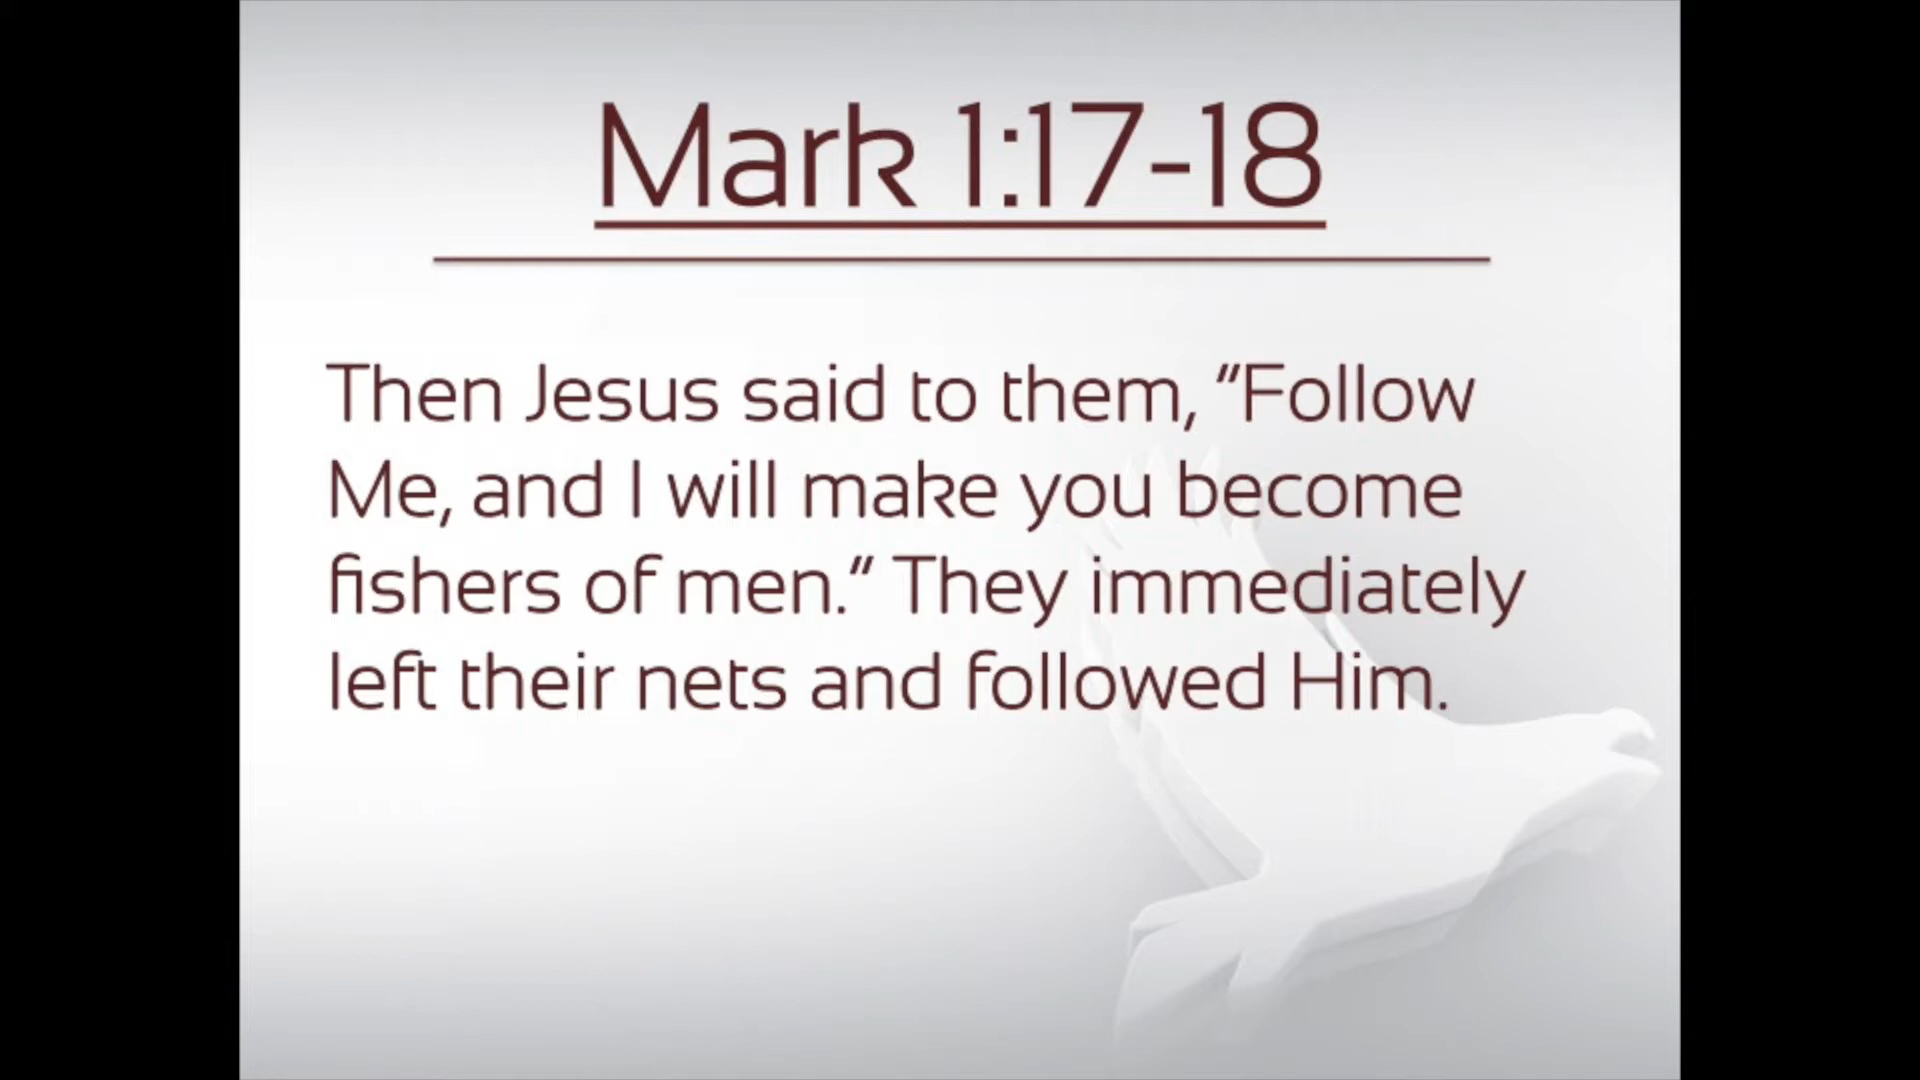 Mark 1:17-18
Then Jesus said to them, "Follow
Me, and I will make you become
fishers of men." They immediately
left their nets and followed Him.